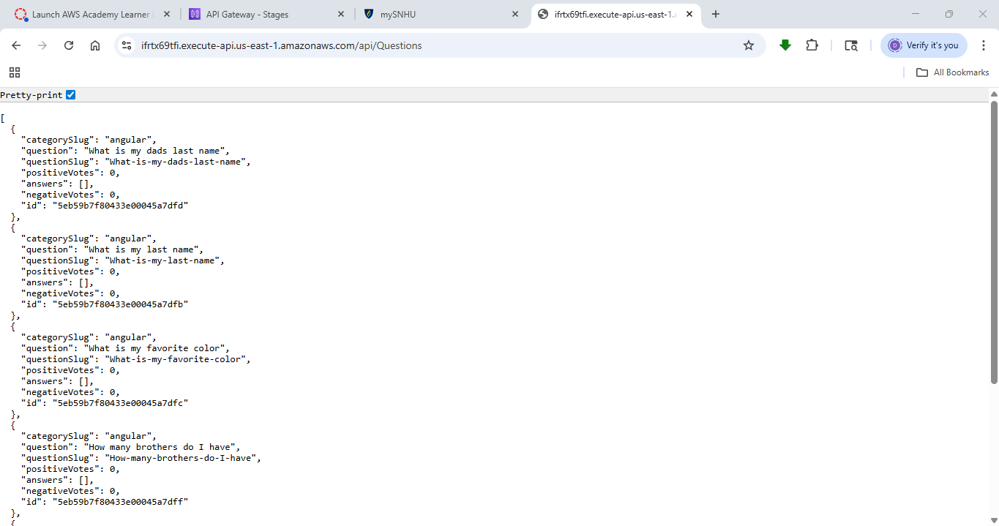 Launch AWS Academy Learner
API Gateway - Stages
mySNHU
ifrtx69tfi.execute-api.us-east-1.a
ifrtx69tfi.execute-api.us-east-1.amazonaws.com/api/Questions
D
Verify it's you
All Bookmarks
Pretty-print
[
  {
    "categorySlug": "angular",
    "question": "What is my dads last name",
    "questionSlug": "What-is-my-dads-last-name",
    "positiveVotes": 0,
    "answers": [],
    "negativeVotes": 0,
    "id": "5eb59b7f80433e00045a7dfd"
  },
  {
    "categorySlug": "angular",
    "question": "What is my last name",
    "questionSlug": "What-is-my-last-name",
    "positiveVotes": 0,
    "answers": [],
    "negativeVotes": 0,
    "id": "5eb59b7f80433e00045a7dfb"
  },
  {
    "categorySlug": "angular",
    "question": "What is my favorite color",
    "questionSlug": "What-is-my-favorite-color",
    "positiveVotes": 0,
    "answers": [],
    "negativeVotes": 0,
    "id": "5eb59b7f80433e00045a7dfc"
  },
  {
    "categorySlug": "angular",
    "question": "How many brothers do I have",
    "questionSlug": "How-many-brothers-do-I-have",
    "positiveVotes": 0,
    "answers": [],
    "negativeVotes": 0,
    "id": "5eb59b7f80433e00045a7dff"
  },
  {